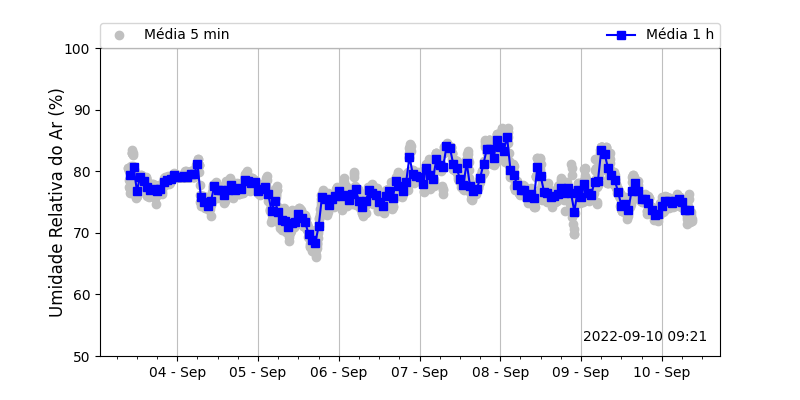 Média 5 min
Média 1 h
Umidade Relativa do Ar (%)
100
90
80
70
60
50
2022-09-10 09:21
04 - Sep
05 - Sep
06 - Sep
07 - Sep
08 - Sep
09 - Sep
10 - Sep